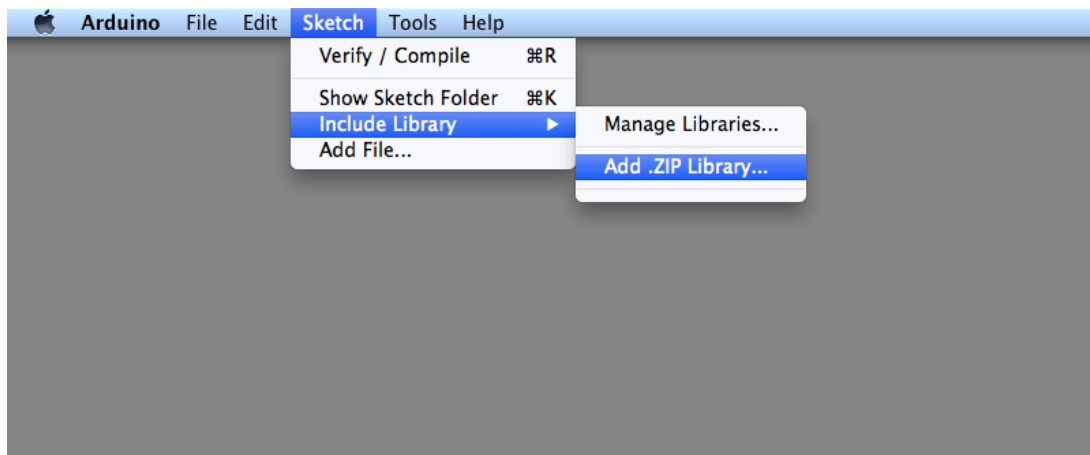 Arduino File Edit Sketch Tools Help
Verify / Compile ⌘R
Show Sketch Folder ⌘K
Include Library ▶
Add File...
Manage Libraries...
Add .ZIP Library...